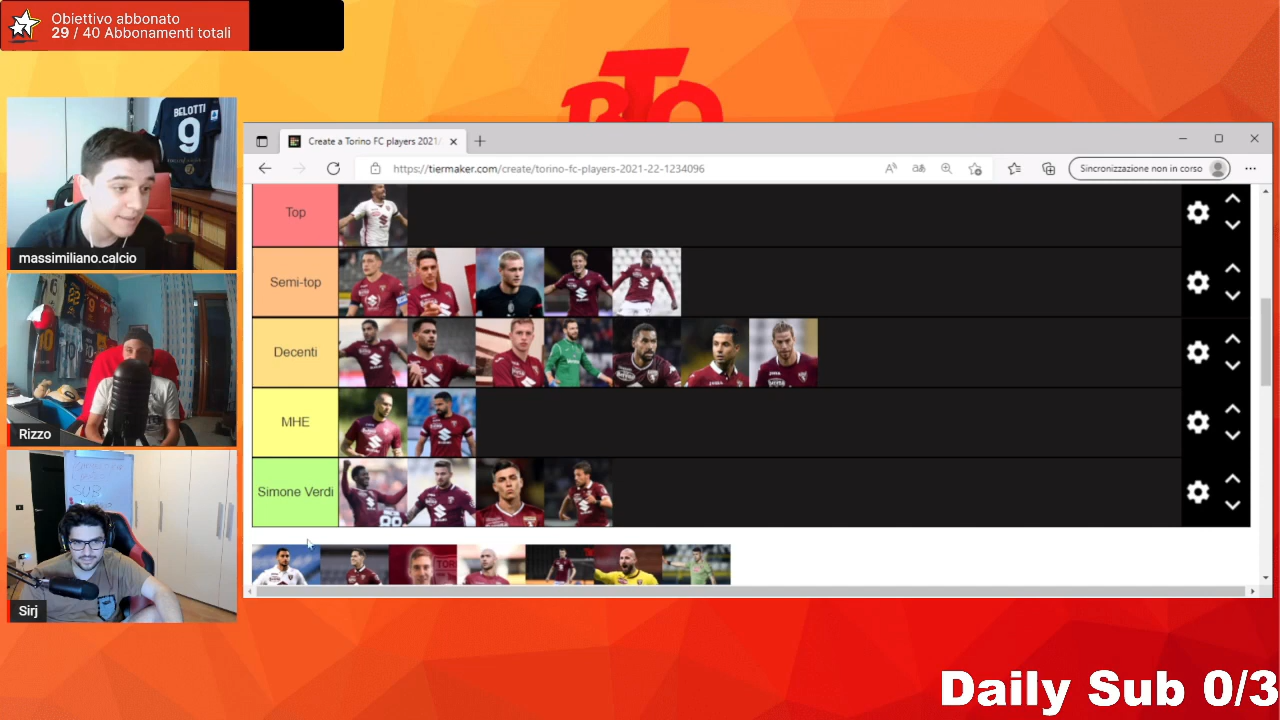 Obiettivo abbonato
29 / 40 Abbonamenti totali
BELOTTI
9
massimiliano.calcio
Rizzo
Sirj
Create a Torino FC players 2021/
https://tiermaker.com/create/torino-fc-players-2021-22-1234096
Sincronizzazione non in corso
Top
Semi-top
Decenti
MHE
Simone Verdi
Daily Sub 0/3